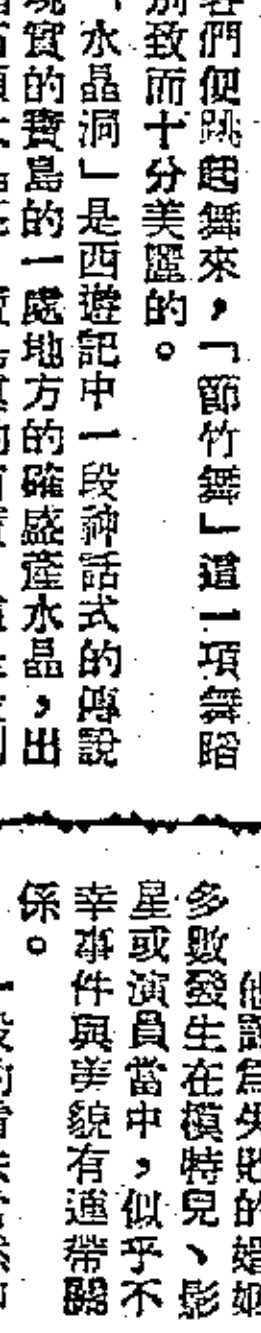 們便跳起舞來，「節竹舞」這一項舞蹈
別致而十分美麗的。
水晶洞」是西遊記中一段神話式的傳說
實的寶島的一處地方的確盛產水晶，出
他認為失敗的婚姻
多數發生在模特兒、影
星或演員當中，似乎不
幸事件與美貌有連帶關
係。